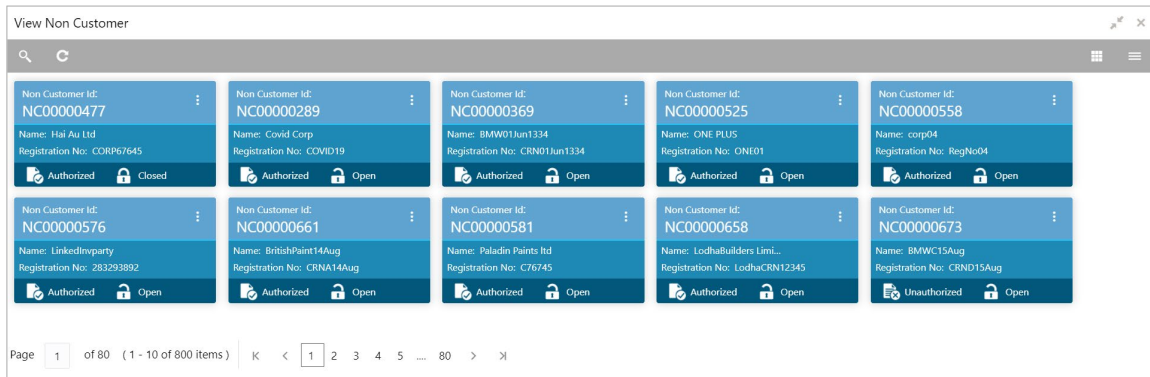 View Non Customer
Non Customer Id:
NC00000477
Name: Hai Au Ltd
Registration No: CORP67645
Authorized Closed
Non Customer Id:
NC00000289
Name: Covid Corp
Registration No: COVID19
Authorized Open
Non Customer Id:
NC00000369
Name: BMW01Jun1334
Registration No: CRN01Jun1334
Authorized Open
Non Customer Id:
NC00000525
Name: ONE PLUS
Registration No: ONE01
Authorized Open
Non Customer Id:
NC00000558
Name: corp04
Registration No: RegNo04
Authorized Open
Non Customer Id:
NC00000576
Name: LinkedInvparty
Registration No: 283293892
Authorized Open
Non Customer Id:
NC00000661
Name: BritishPaint14Aug
Registration No: CRNA14Aug
Authorized Open
Non Customer Id:
NC00000581
Name: Paladin Paints ltd
Registration No: C76745
Authorized Open
Non Customer Id:
NC00000658
Name: LodhaBuilders Limi...
Registration No: LodhaCRN12345
Authorized Open
Non Customer Id:
NC00000673
Name: BMWC15Aug
Registration No: CRND15Aug
Unauthorized Open
Page 1 of 80 ( 1 - 10 of 800 items ) 1 2 3 4 5 .... 80